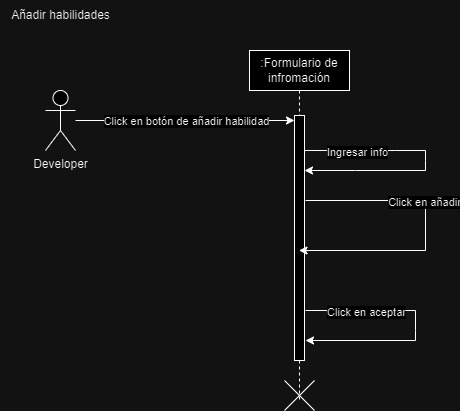 Añadir habilidades
:Formulario de
infromación
Click en botón de añadir habilidad
Developer
Ingresar info
Click en añadir
Click en aceptar